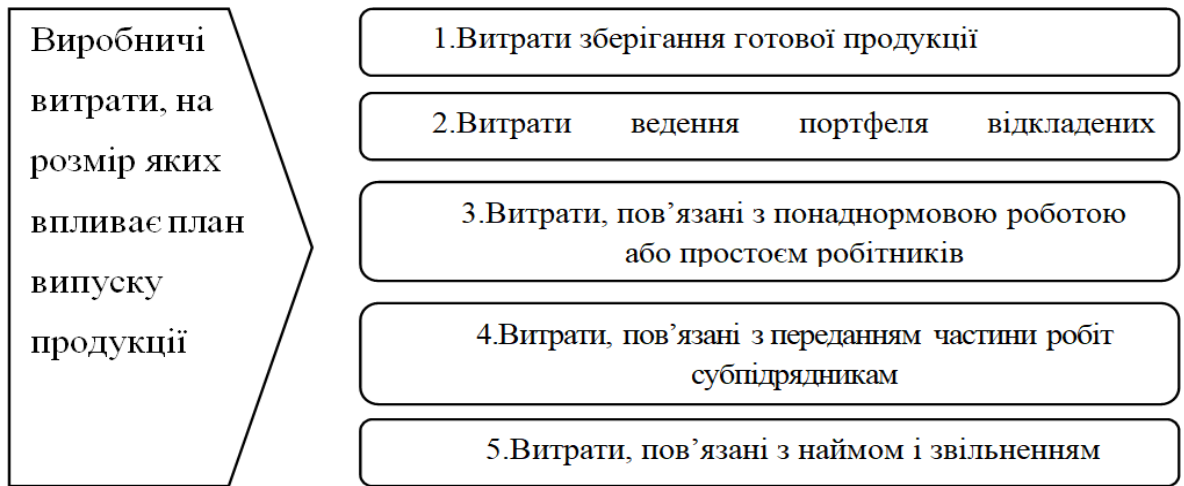 Виробничі
витрати, на
розмір яких
впливає план
випуску
продукції
1.Витрати зберігання готової продукції
2.Витрати ведення портфеля відкладених
3.Витрати, пов’язані з понаднормовою роботою
або простоєм робітників
4.Витрати, пов’язані з переданням частини робіт
субпідрядникам
5.Витрати, пов’язані з наймом і звільненням